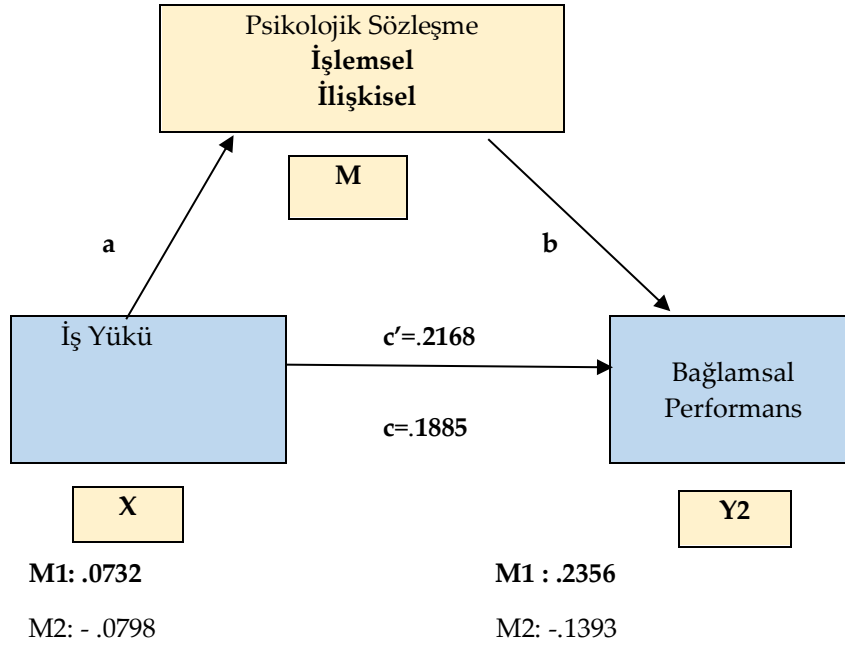 Psikolojik Sözleşme
İşlemsel
İlişkisel
M
a
b
İş Yükü
c’=.2168
Bağlamsal
Performans
c=.1885
X
Y2
M1: .0732
M1 : .2356
M2: - .0798
M2: -.1393